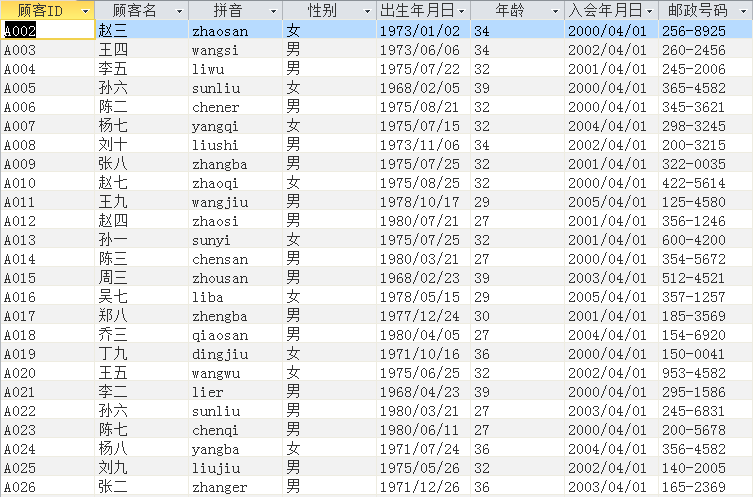 顾客ID 顾客名 拼音 性别 出生年月日 年龄 入会年月日 邮政号码
A002 赵三 zhaosan 女 1973/01/02 34 2000/04/01 256-8925
A003 王四 wangsi 男 1973/06/06 34 2002/04/01 260-2456
A004 李五 liwu 男 1975/07/22 32 2001/04/01 245-2006
A005 孙六 sunliu 女 1968/02/05 39 2000/04/01 365-4582
A006 陈二 chener 男 1975/08/21 32 2000/04/01 345-3621
A007 杨七 yangqi 女 1975/07/15 32 2004/04/01 298-3245
A008 刘十 liushi 男 1973/11/06 34 2002/04/01 200-3215
A009 张八 zhangba 男 1975/08/22 32 2001/04/01 322-0035
A010 赵七 zhaoqi 女 1975/08/25 32 2000/04/01 422-5614
A011 王九 wangjiu 男 1978/10/17 29 2005/04/01 125-4580
A012 赵四 zhaosi 男 1980/07/21 27 2001/04/01 356-1246
A013 孙一 sunyi 女 1975/07/25 32 2001/04/01 600-4200
A014 陈三 chensan 男 1980/03/21 27 2000/04/01 354-5672
A015 周三 zhousan 男 1968/02/23 39 2003/04/01 512-4521
A016 吴七 liba 女 1978/05/15 29 2005/04/01 357-1257
A017 郑八 zhengba 男 1977/12/24 30 2001/04/01 185-3569
A018 乔三 qiaosan 男 1980/04/05 27 2004/04/01 154-6920
A019 丁九 dingjiu 女 1971/10/16 36 2000/04/01 150-0041
A020 王五 wangwu 女 1975/06/25 32 2002/04/01 953-4582
A021 李二 lier 男 1968/04/23 39 2000/04/01 295-1586
A022 孙六 sunliu 男 1980/03/21 27 2003/04/01 245-6831
A023 陈七 chenqi 男 1980/06/11 27 2000/04/01 200-5678
A024 杨八 yangba 女 1971/07/24 36 2004/04/01 356-4582
A025 刘九 liujiu 男 1975/05/26 32 2002/04/01 140-2005
A026 张二 zhanger 男 1971/12/26 36 2003/04/01 165-2369